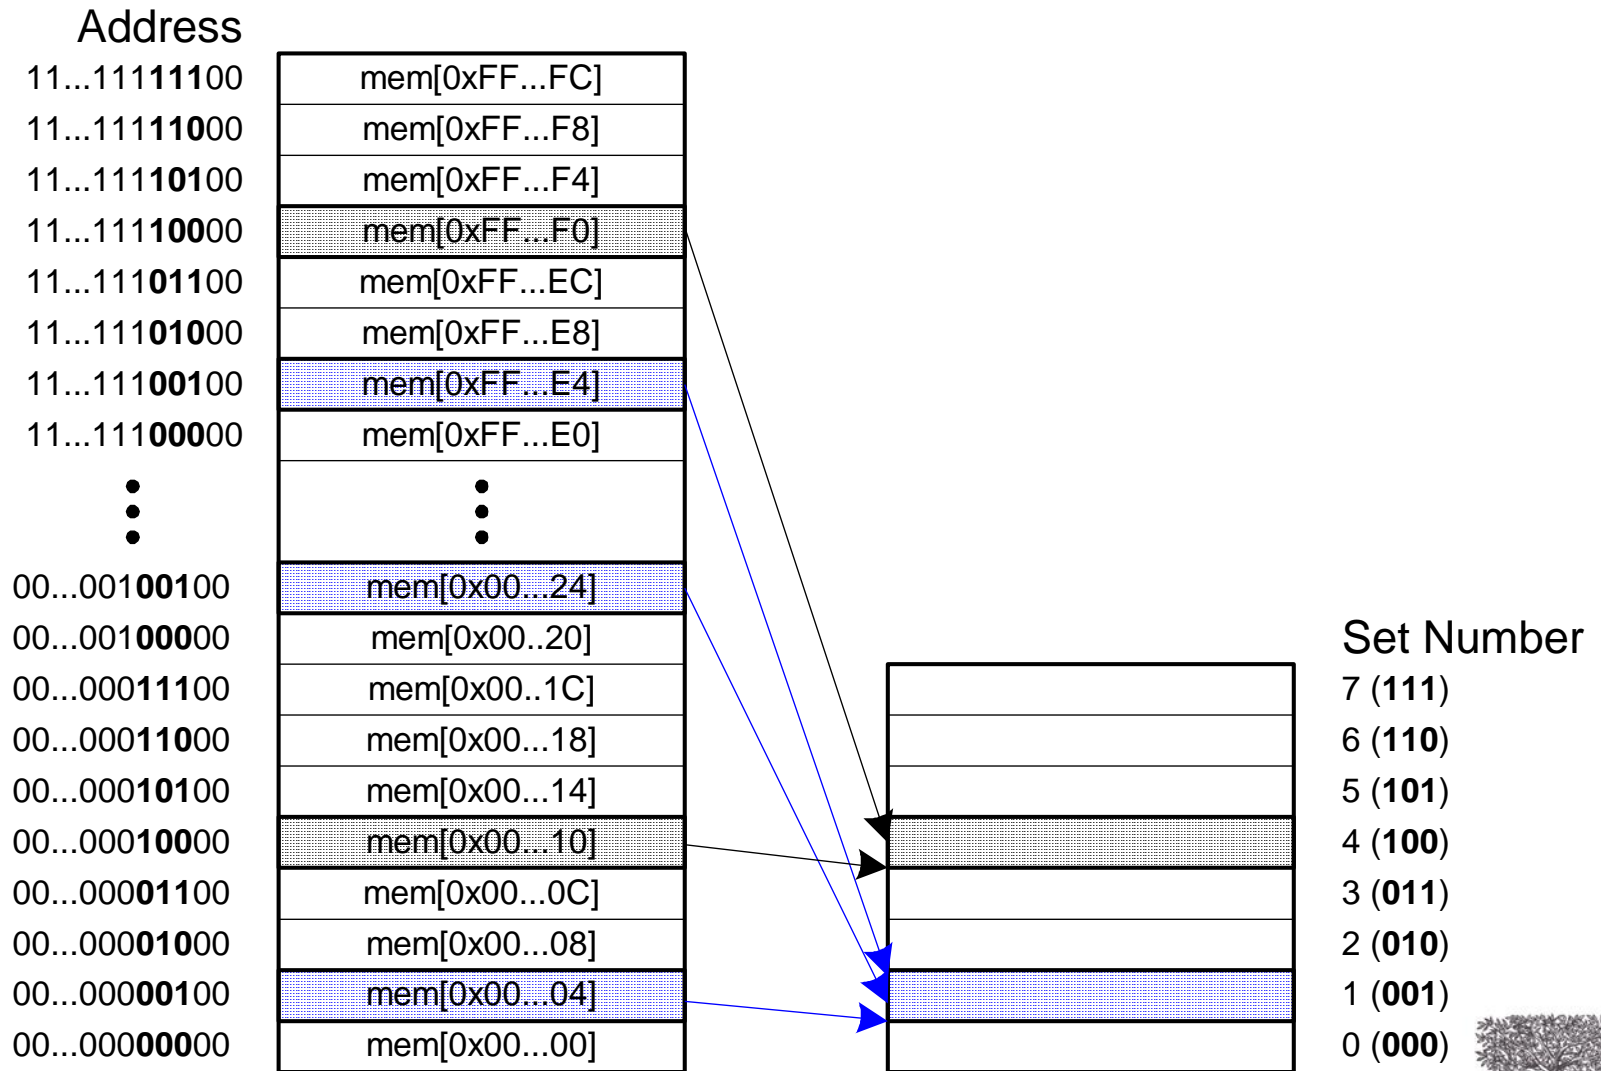 Address
11...11111100 mem[0xFF...FC]
11...11111000 mem[0xFF...F8]
11...11110100 mem[0xFF...F4]
11...11110000 mem[0xFF...F0]
11...11101100 mem[0xFF...EC]
11...11101000 mem[0xFF...E8]
11...11100100 mem[0xFF...E4]
11...11100000 mem[0xFF...E0]
00...00100100 mem[0x00...24]
00...00100000 mem[0x00..20] Set Number
00...00011100 mem[0x00..1C] 7 (111)
00...00011000 mem[0x00...18] 6 (110)
00...00010100 mem[0x00...14] 5 (101)
00...00010000 mem[0x00...10] 4 (100)
00...00001100 mem[0x00...0C] 3 (011)
00...00001000 mem[0x00...08] 2 (010)
00...00000100 mem[0x00...04] 1 (001)
00...00000000 mem[0x00...00] 0 (000)